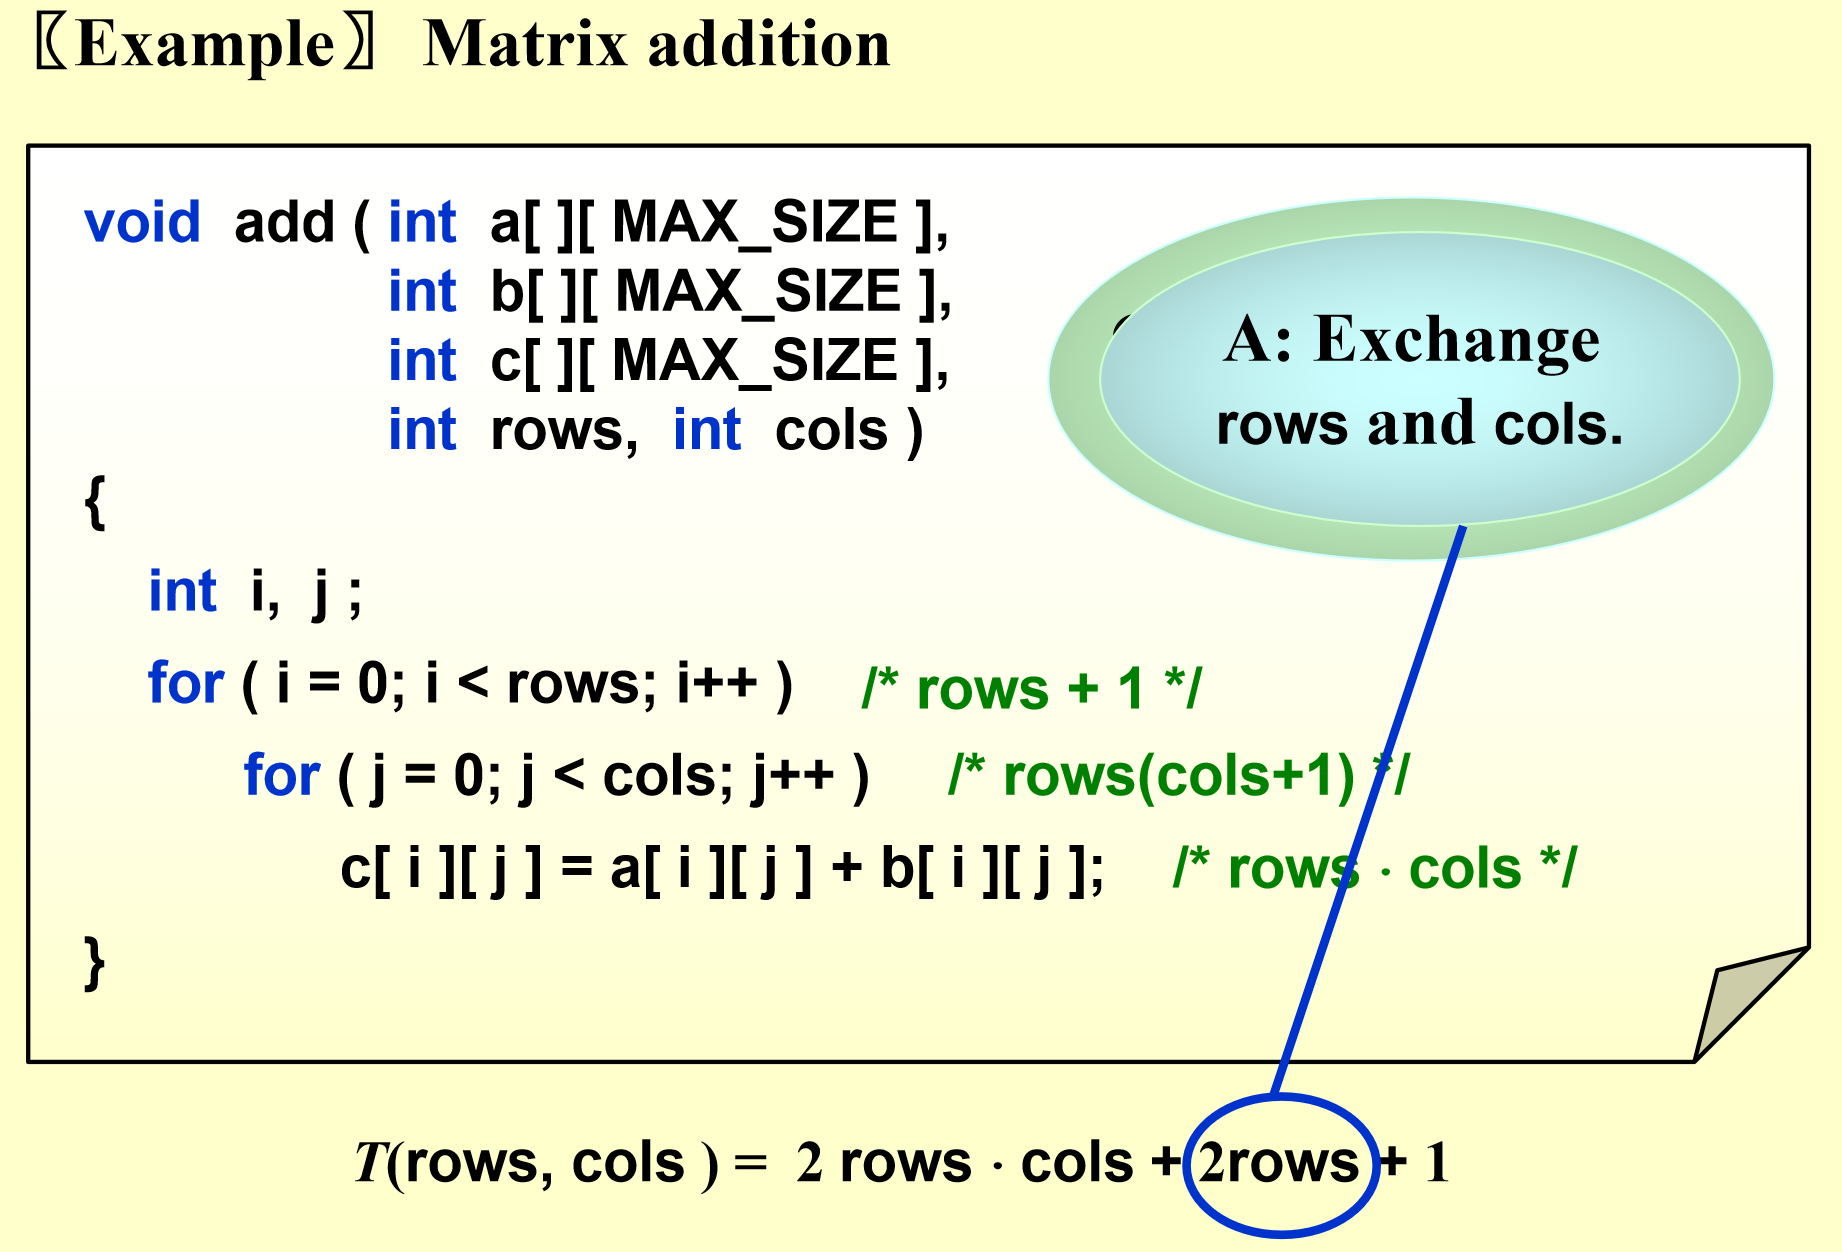 〖Example〗 Matrix addition
void add ( int a[ ][ MAX_SIZE ],
int b[ ][ MAX_SIZE ],
int c[ ][ MAX_SIZE ],
int rows, int cols )
{
int i, j ;
for ( i = 0; i < rows; i++ ) /* rows + 1 */
for ( j = 0; j < cols; j++ ) /* rows(cols+1) */
c[ i ][ j ] = a[ i ][ j ] + b[ i ][ j ]; /* rows · cols */
}
A: Exchange
rows and cols.
T(rows, cols ) = 2 rows · cols + 2rows + 1